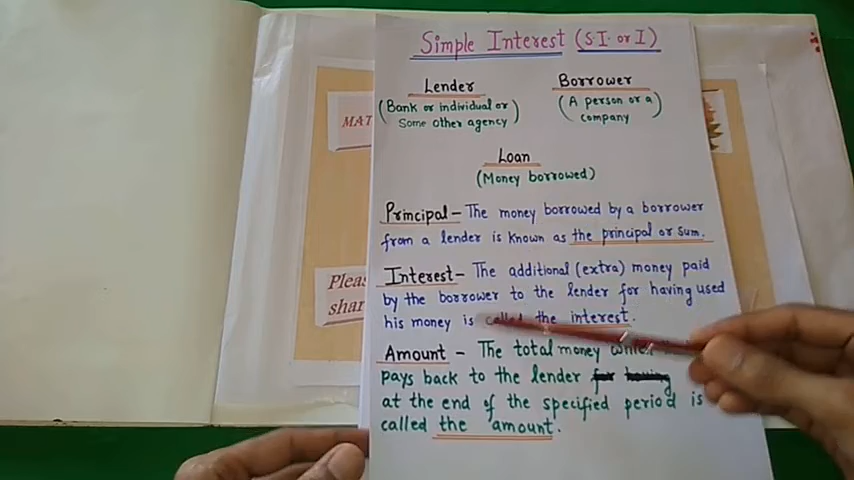 Simple Interest (S.I. or I)
Lender
Borrower
(Bank or individual or
Some other agency)
(A person or a
company)
Loan
(Money borrowed)
MAT
Principal - The money borrowed by a borrower
from a lender is known as the principal or sum.
Interest - The additional (extra) money paid
by the borrower to the lender for having used
his money is called the interest.
Pleas
shar
Amount - The total money
pays back to the lender
at the end of the specified period is
called the amount.